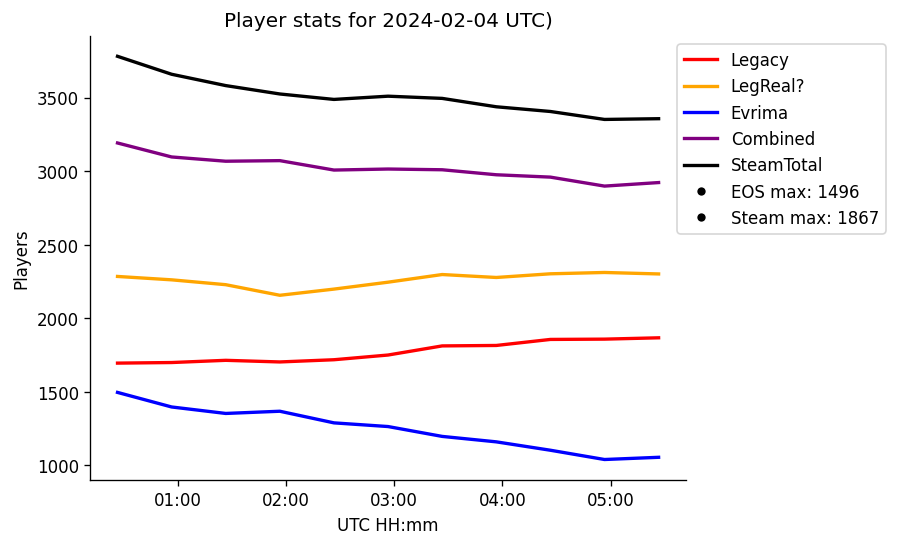 Player stats for 2024-02-04 UTC)
Legacy
LegReal?
Evrima
Combined
SteamTotal
EOS max: 1496
Steam max: 1867
Players
3500
3000
2500
2000
1500
1000
01:00 02:00 03:00 04:00 05:00
UTC HH:mm